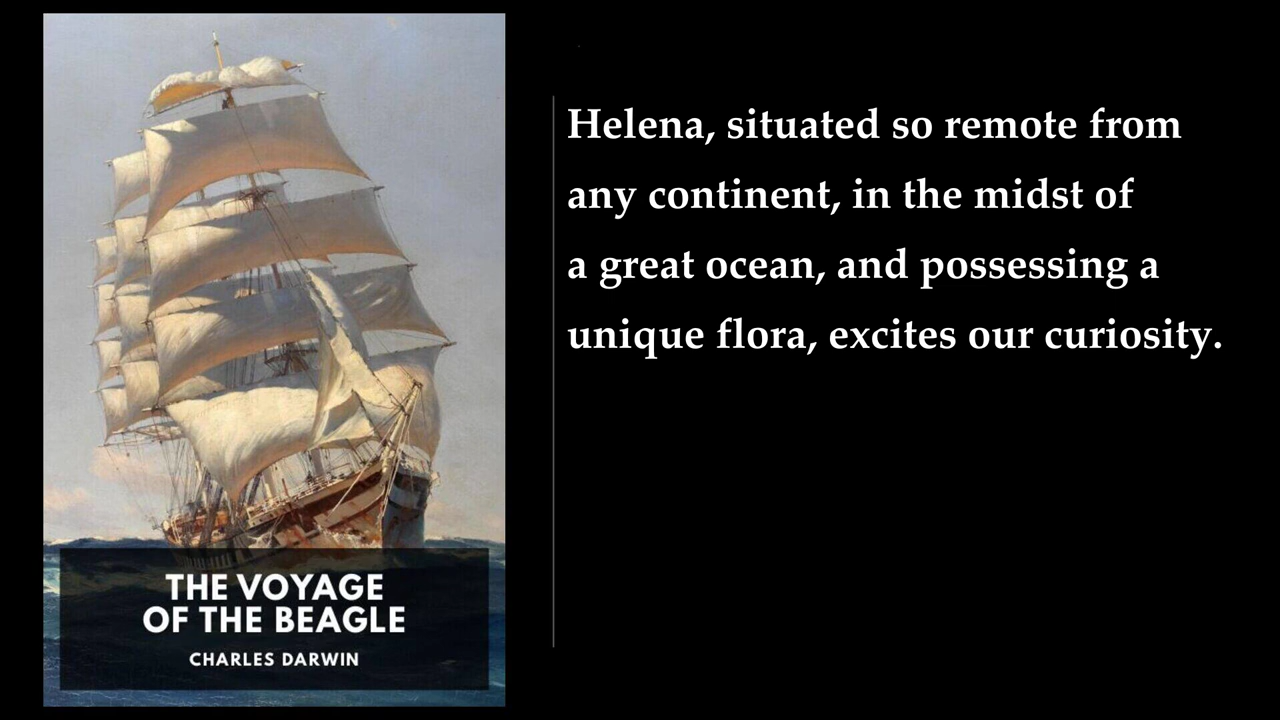 THE VOYAGE
OF THE BEAGLE
CHARLES DARWIN
Helena, situated so remote from
any continent, in the midst of
a great ocean, and possessing a
unique flora, excites our curiosity.